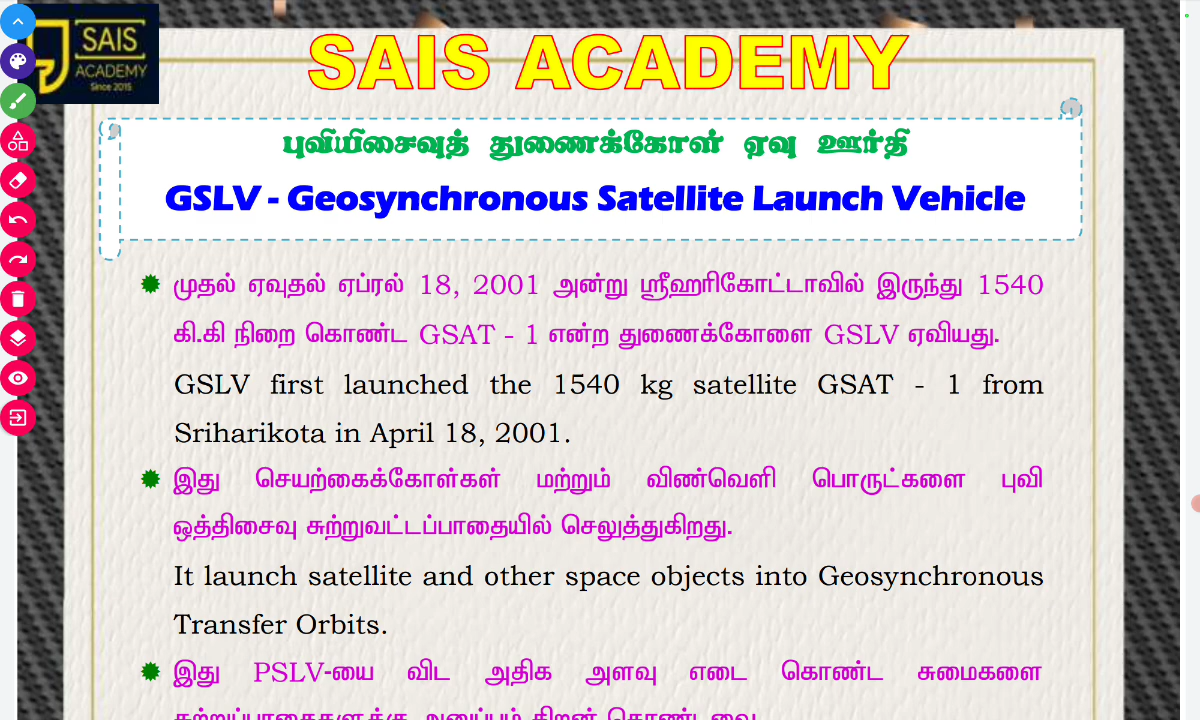 SAIS
ACADEMY
Since 2015
SAIS ACADEMY
புவியிசைவுத் துணைக்கோள் ஏவு ஊர்தி
GSLV - Geosynchronous Satellite Launch Vehicle
முதல் ஏவுதல் ஏப்ரல் 18, 2001 அன்று ஸ்ரீஹரிகோட்டாவில் இருந்து 1540
கி.கி நிறை கொண்ட GSAT - 1 என்ற துணைக்கோளை GSLV ஏவியது.
GSLV first launched the 1540 kg satellite GSAT - 1 from
Sriharikota in April 18, 2001.
இது செயற்கைக்கோள்கள் மற்றும் விண்வெளி பொருட்களை புவி
ஒத்திசைவு சுற்றுவட்டப்பாதையில் செலுத்துகிறது.
It launch satellite and other space objects into Geosynchronous
Transfer Orbits.
இது PSLV-யை விட அதிக அளவு எடை கொண்ட சுமைகளை